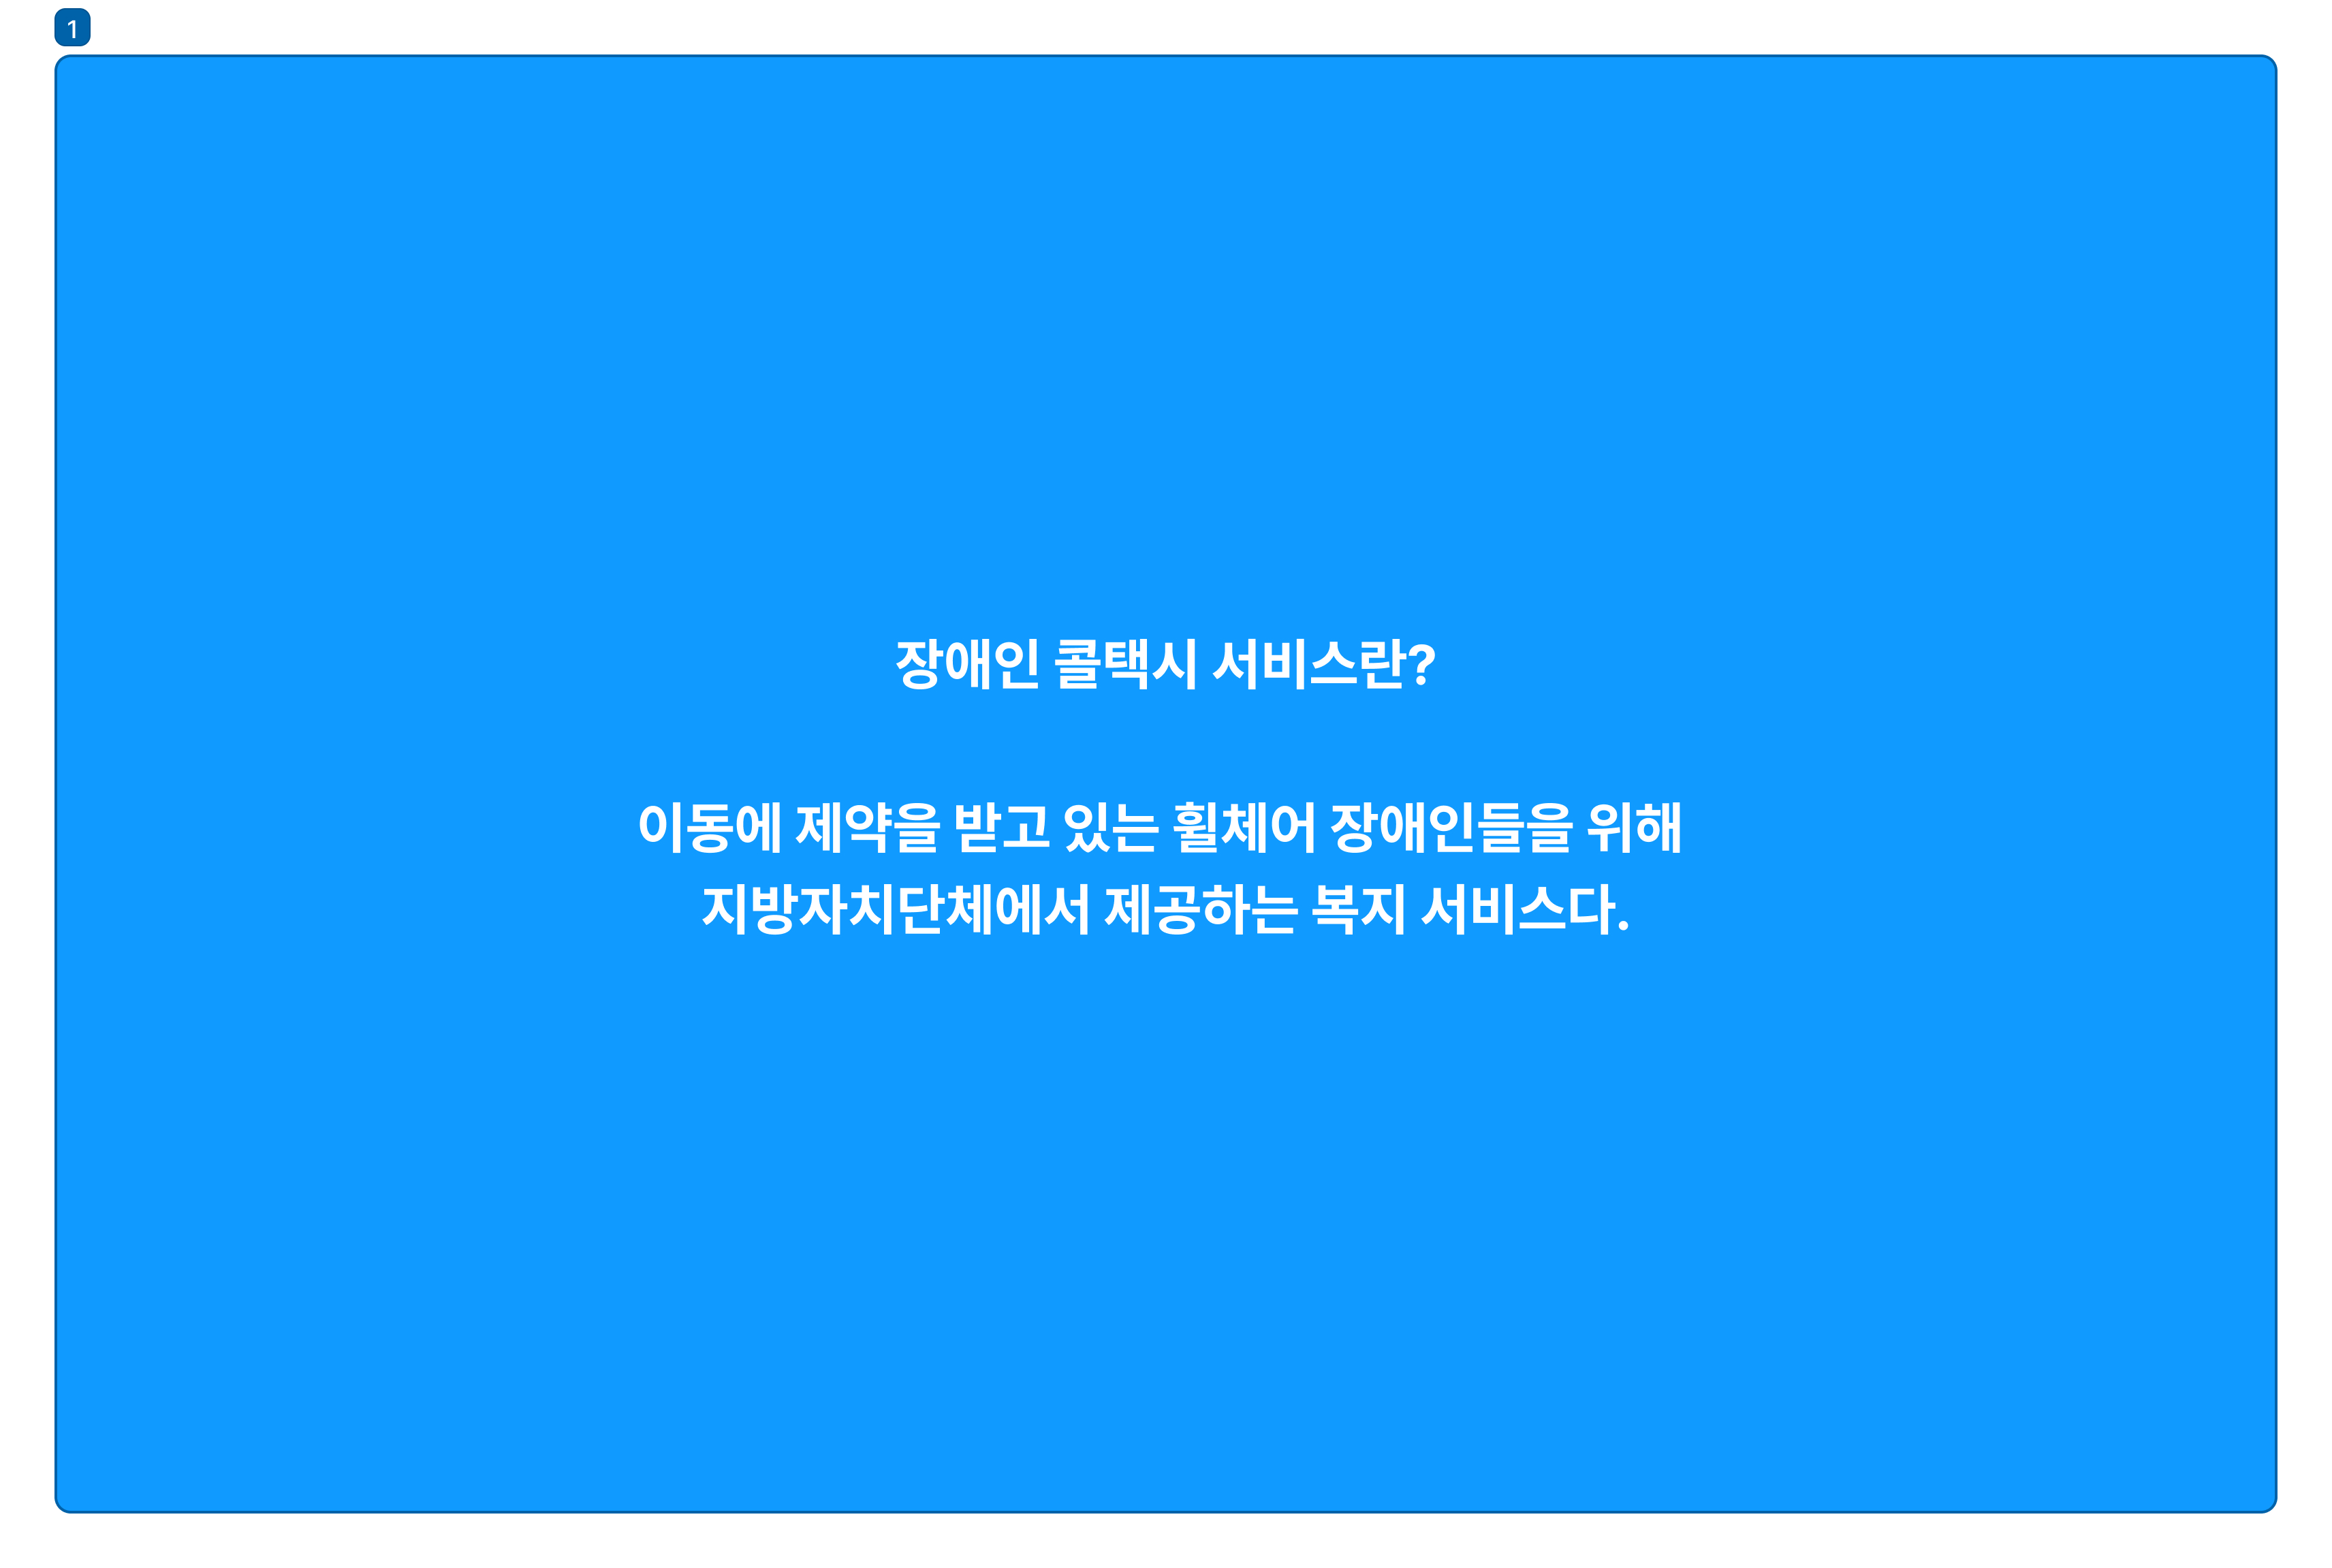 1
장애인 콜택시 서비스란?
이동에 제약을 받고 있는 휠체어 장애인들을 위해
지방자치단체에서 제공하는 복지 서비스다.